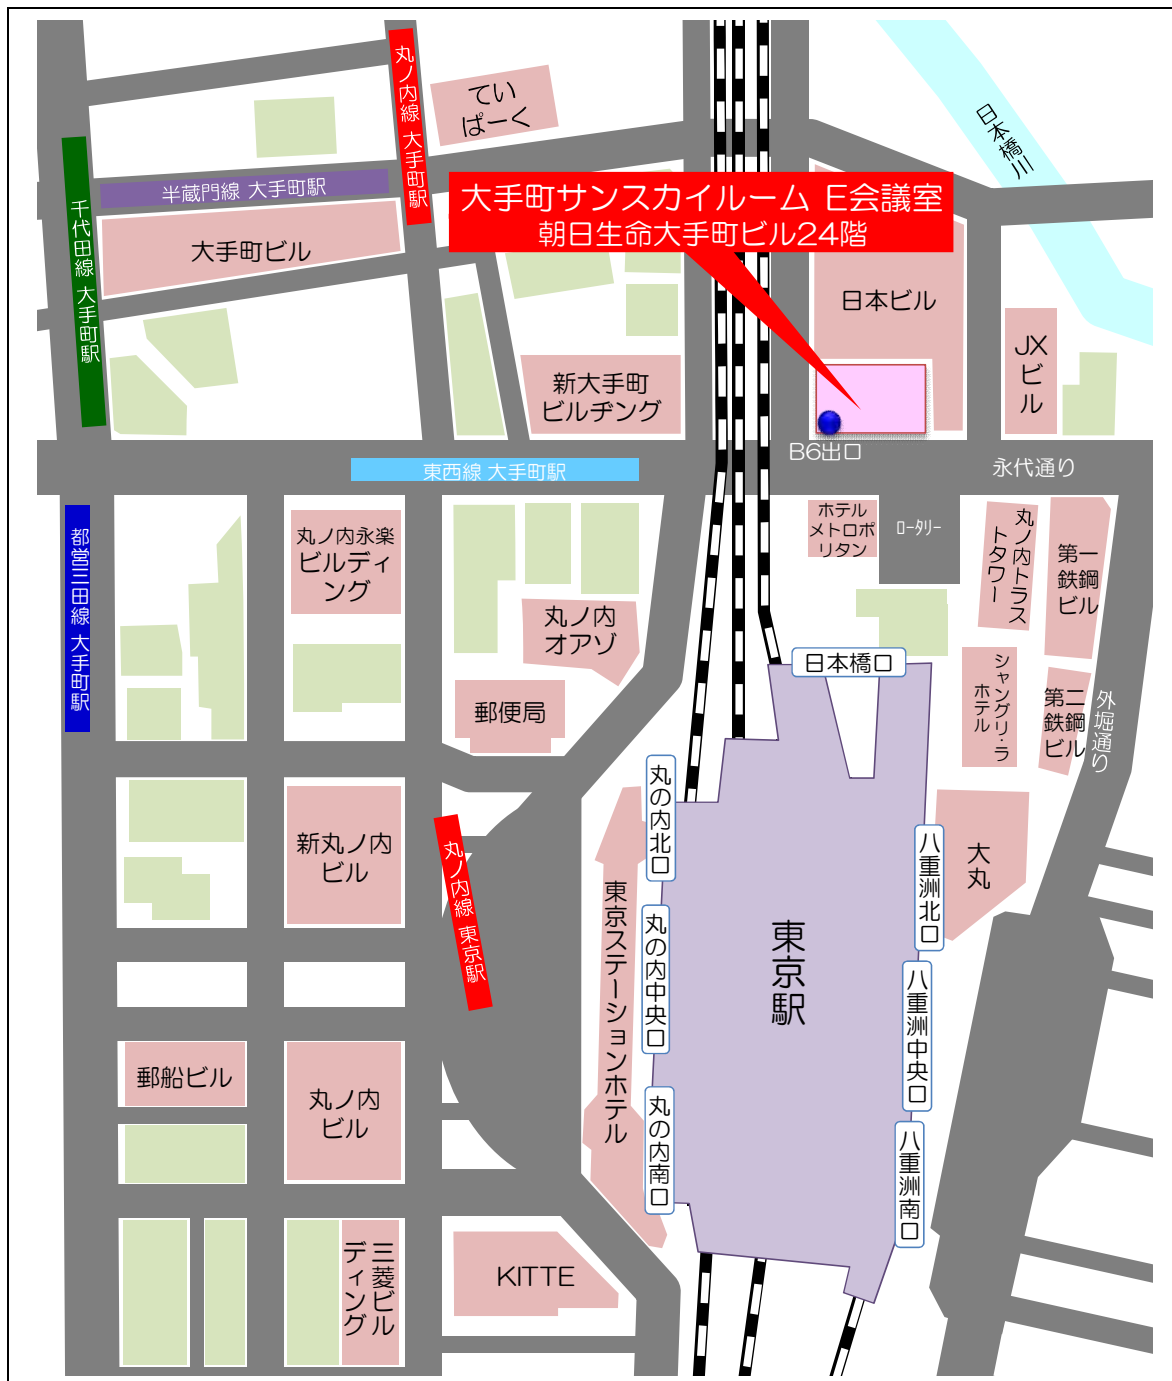 丸ノ内線 大手町駅
てい
ぱーく
日本橋川
千代田線 大手町駅
半蔵門線 大手町駅
大手町サンスカイルーム E会議室
朝日生命大手町ビル24階
大手町ビル
日本ビル
JX
ビル
新大手町
ビルヂング
B6出口
東西線 大手町駅
永代通り
都営三田線 大手町駅
丸ノ内永楽
ビルディ
ング
ホテル
メトロポ
リタン
ロータリー
丸ノ内トラス
トタワー
第一
鉄鋼
ビル
丸ノ内
オアゾ
日本橋口
シャングリ・ラ
ホテル
第二
鉄鋼
ビル
外堀通り
郵便局
丸の内北口
新丸ノ内
ビル
丸ノ内線 東京駅
東京ステーションホテル
丸の内中央口
東京駅
八重洲北口
大丸
八重洲中央口
郵船ビル
丸ノ内
ビル
丸の内南口
八重洲南口
三菱ビル
ディング
KITTE